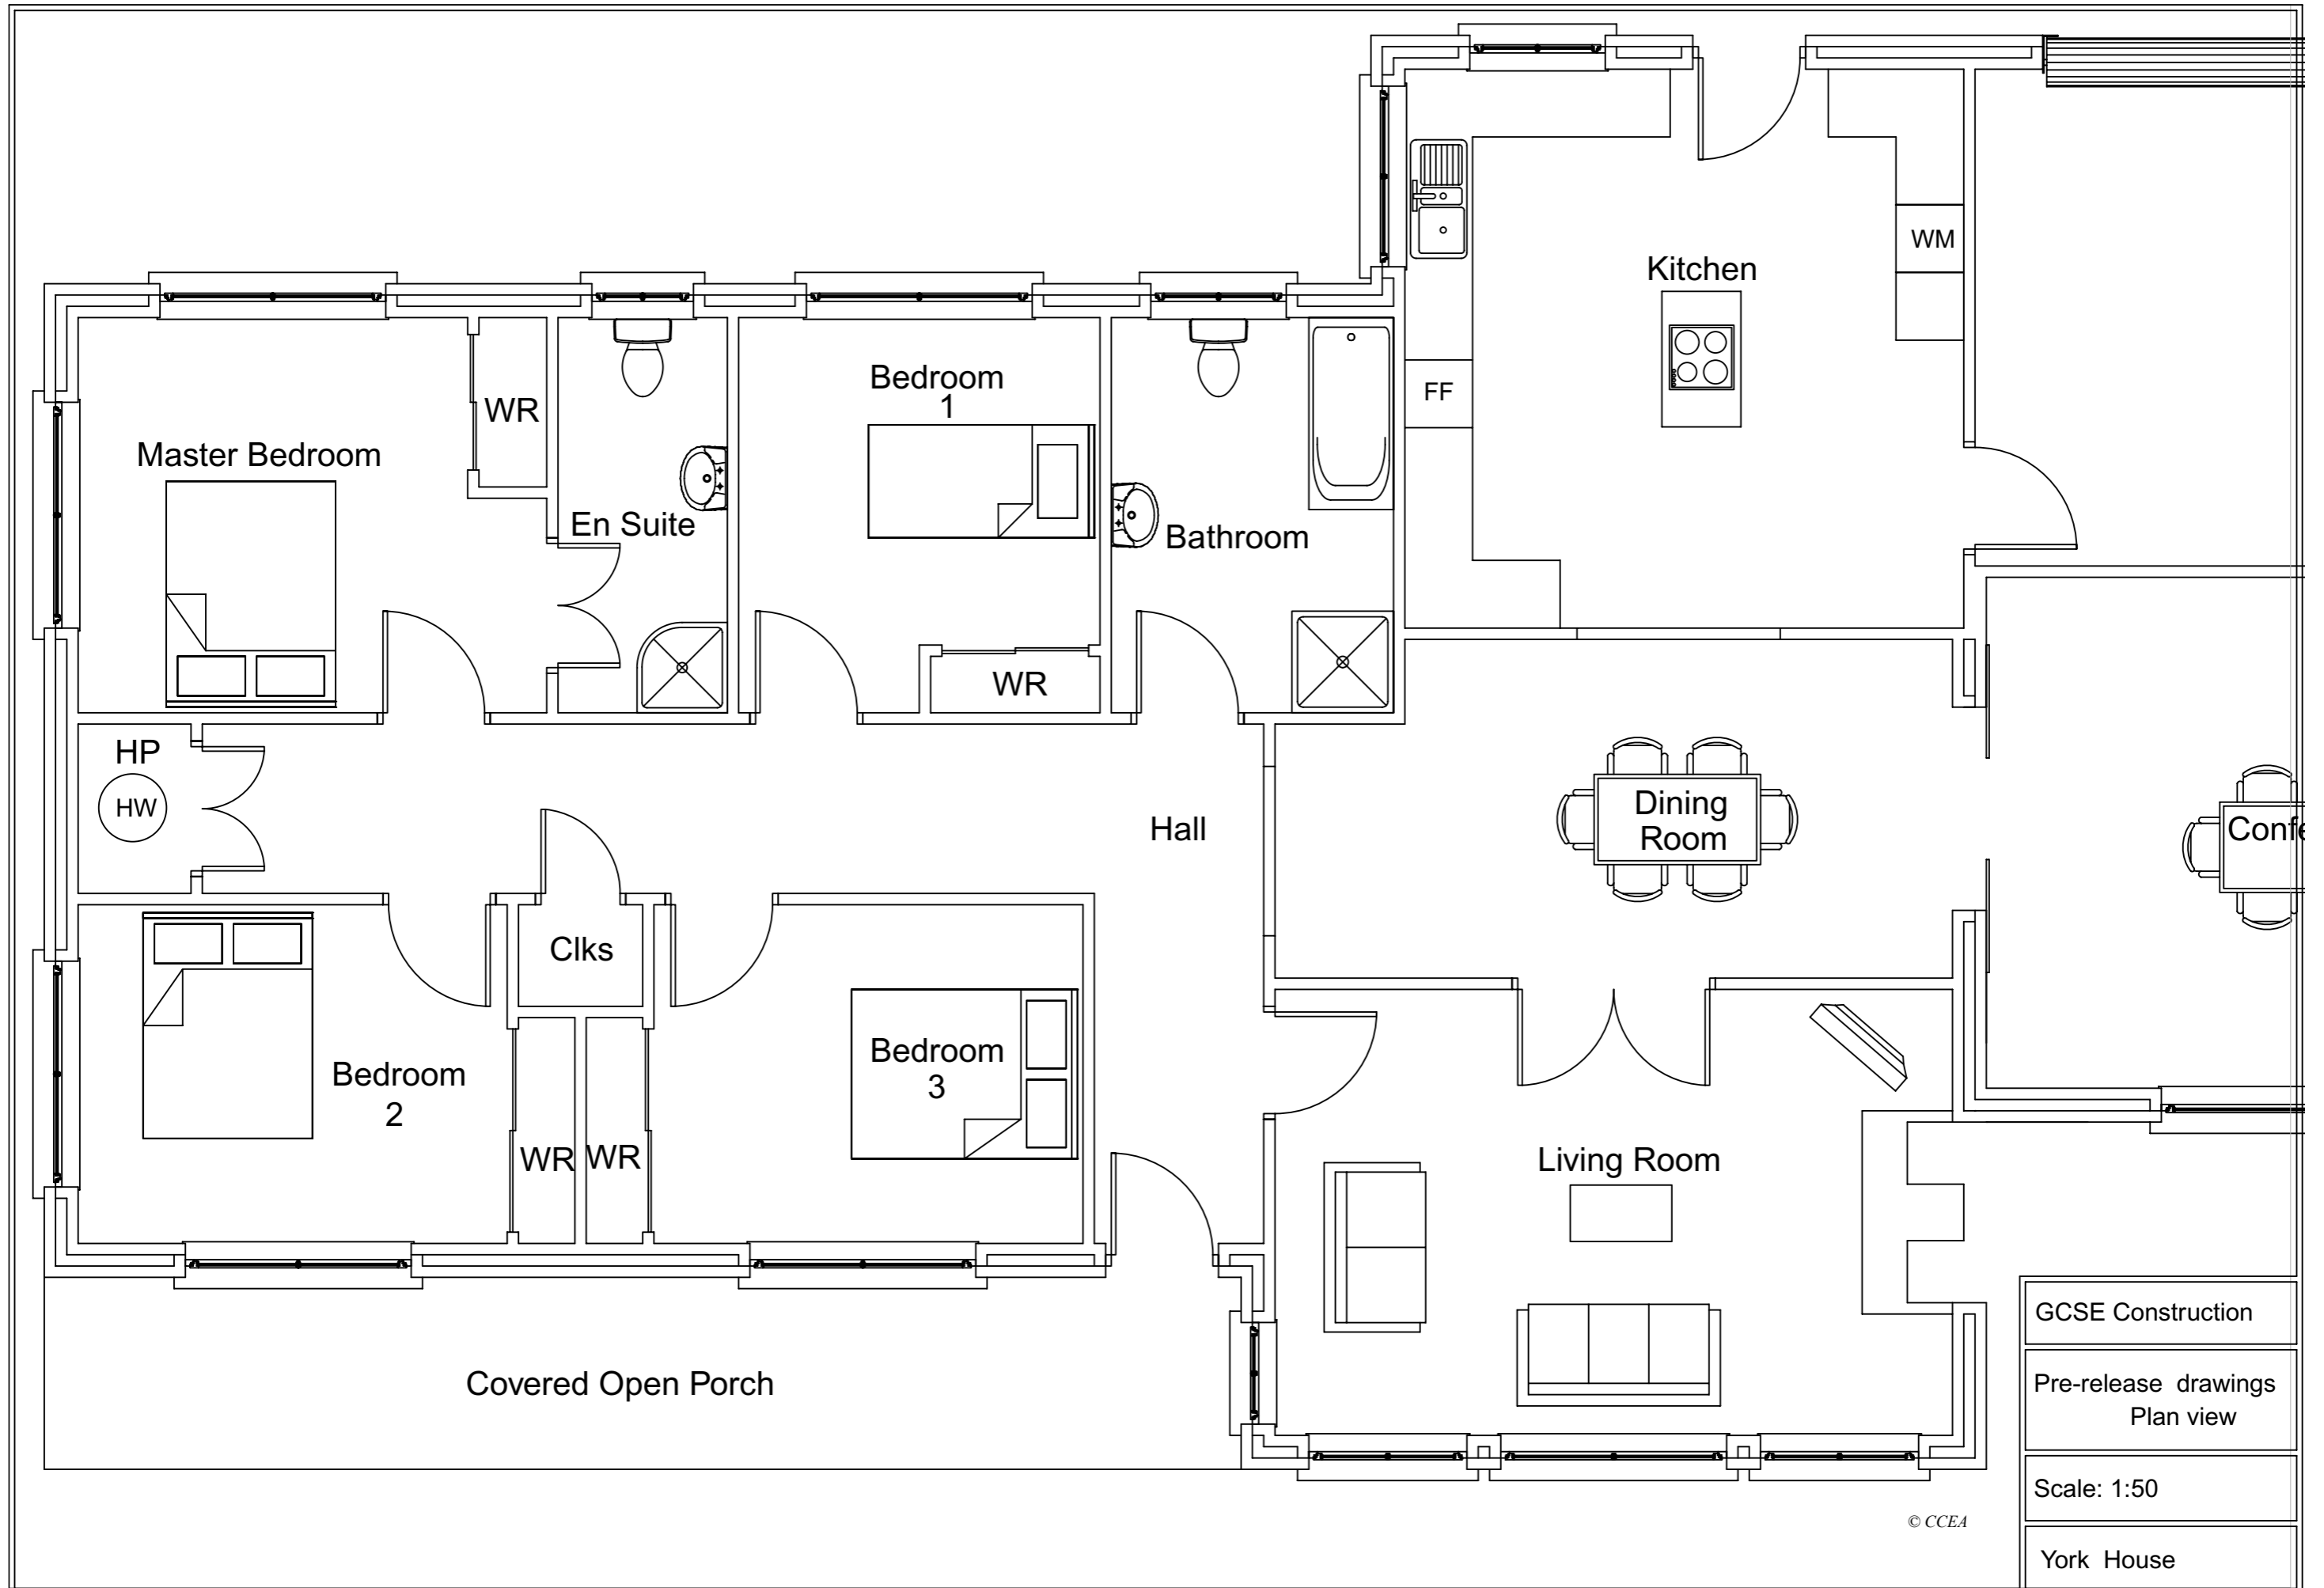 Kitchen
WM
FF
Bedroom
1
WR
Master Bedroom
En Suite
Bathroom
WR
HP
HW
Hall
Dining
Room
Confe
Clks
Bedroom
2
Bedroom
3
WR
WR
Living Room
Covered Open Porch
GCSE Construction
Pre-release drawings
Plan view
Scale: 1:50
© CCEA
York House